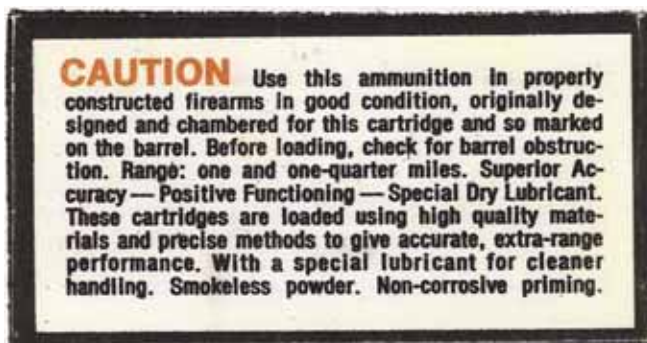 CAUTION Use this ammunition in properly
constructed firearms in good condition, originally de-
signed and chambered for this cartridge and so marked
on the barrel. Before loading, check for barrel obstruc-
tion. Range: one and one-quarter miles. Superior Ac-
curacy — Positive Functioning — Special Dry Lubricant.
These cartridges are loaded using high quality mate-
rials and precise methods to give accurate, extra-range
performance. With a special lubricant for cleaner
handling. Smokeless powder. Non-corrosive priming.